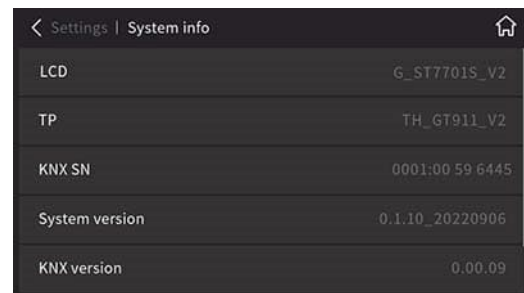 Settings | System info
LCD G_ST7701S_V2
TP TH_GT911_V2
KNX SN 0001:00 59 6445
System version 0.1.10_20220906
KNX version 0.00.09